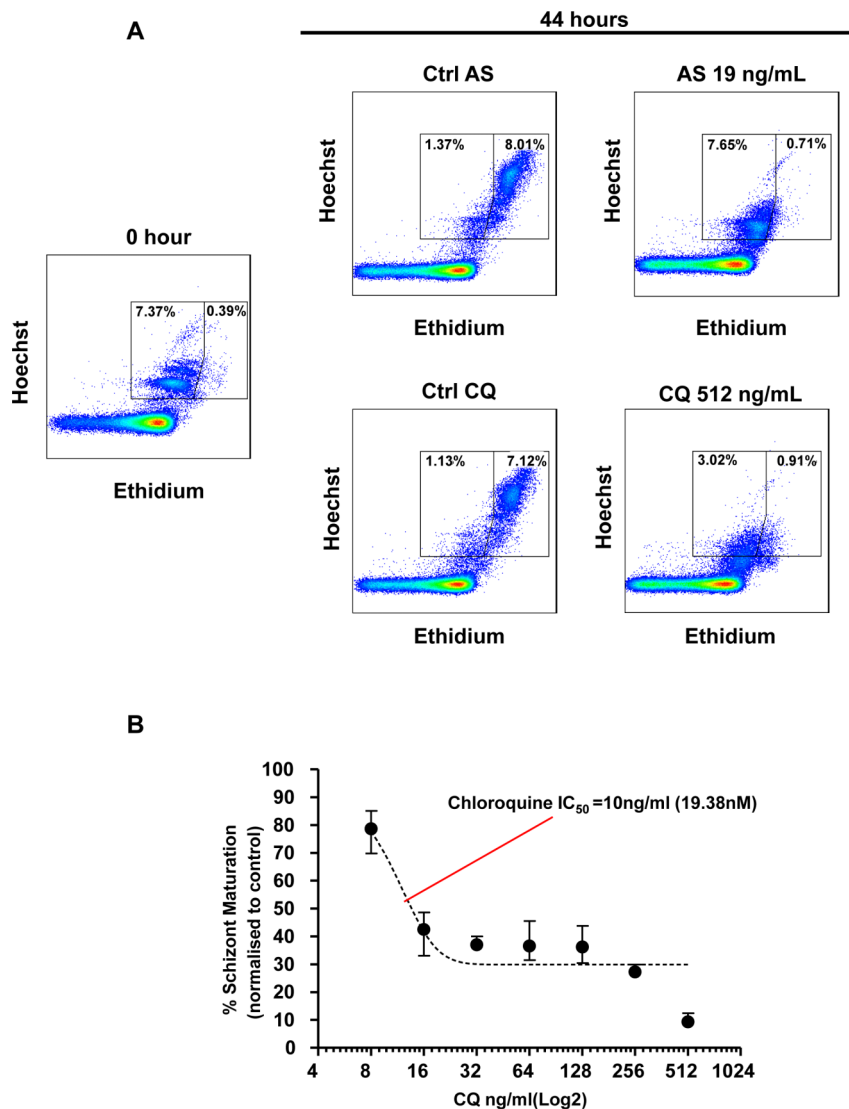 A
44 hours
Ctrl AS
AS 19 ng/mL
Hoechst
1.37%
8.01%
Hoechst
7.65%
0.71%
Ethidium
Ethidium
0 hour
Hoechst
7.37%
0.39%
Ethidium
Ctrl CQ
CQ 512 ng/mL
Hoechst
1.13%
7.12%
Hoechst
3.02%
0.91%
Ethidium
Ethidium
B
% Schizont Maturation
(normalised to control)
100
90
80
70
60
50
40
30
20
10
0
Chloroquine IC50 =10ng/ml (19.38nM)
4 8 16 32 64 128 256 512 1024
CQ ng/ml(Log2)